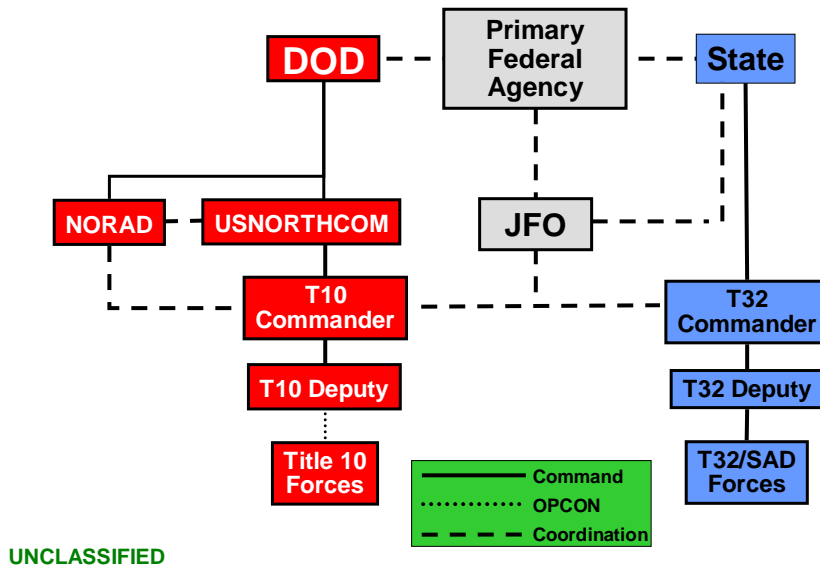 DOD
Primary
Federal
Agency
State
NORAD
USNORTHCOM
JFO
T10
Commander
T32
Commander
T10 Deputy
T32 Deputy
Title 10
Forces
T32/SAD
Forces
Command
OPCON
Coordination
UNCLASSIFIED